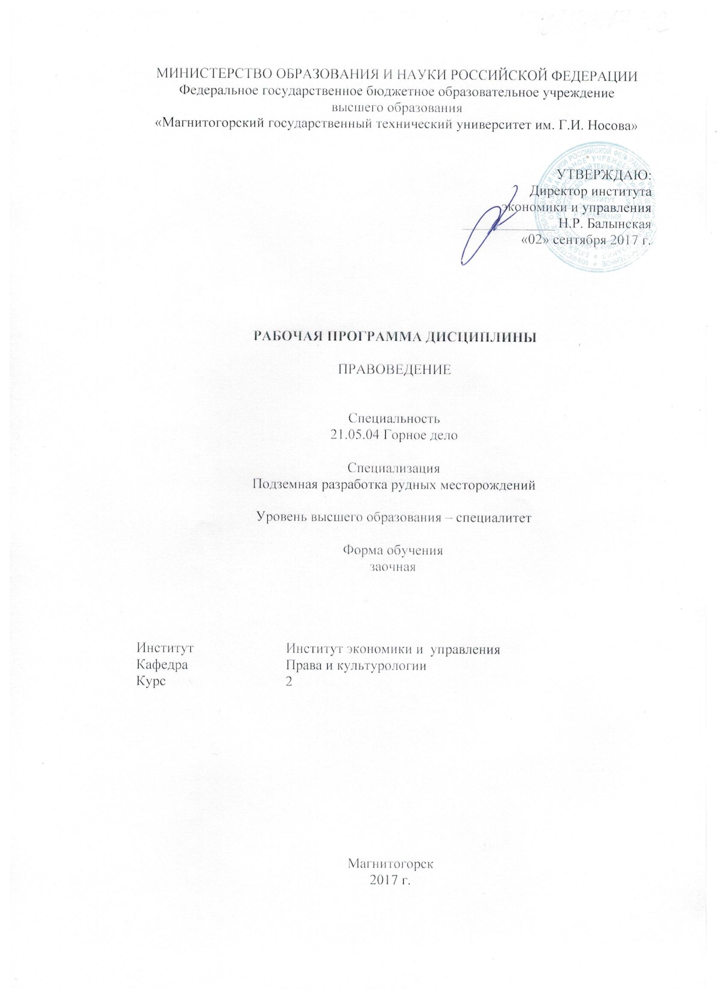 МИНИСТЕРСТВО ОБРАЗОВАНИЯ И НАУКИ РОССИЙСКОЙ ФЕДЕРАЦИИ
Федеральное государственное бюджетное образовательное учреждение
высшего образования
«Магнитогорский государственный технический университет им. Г.И. Носова»
УТВЕРЖДАЮ:
Директор института
экономики и управления
Н.Р. Балынская
«02» сентября 2017 г.
РАБОЧАЯ ПРОГРАММА ДИСЦИПЛИНЫ
ПРАВОВЕДЕНИЕ
Специальность
21.05.04 Горное дело
Специализация
Подземная разработка рудных месторождений
Уровень высшего образования – специалитет
Форма обучения
заочная
Институт Институт экономики и управления
Кафедра Права и культурологии
Курс 2
Магнитогорск
2017 г.